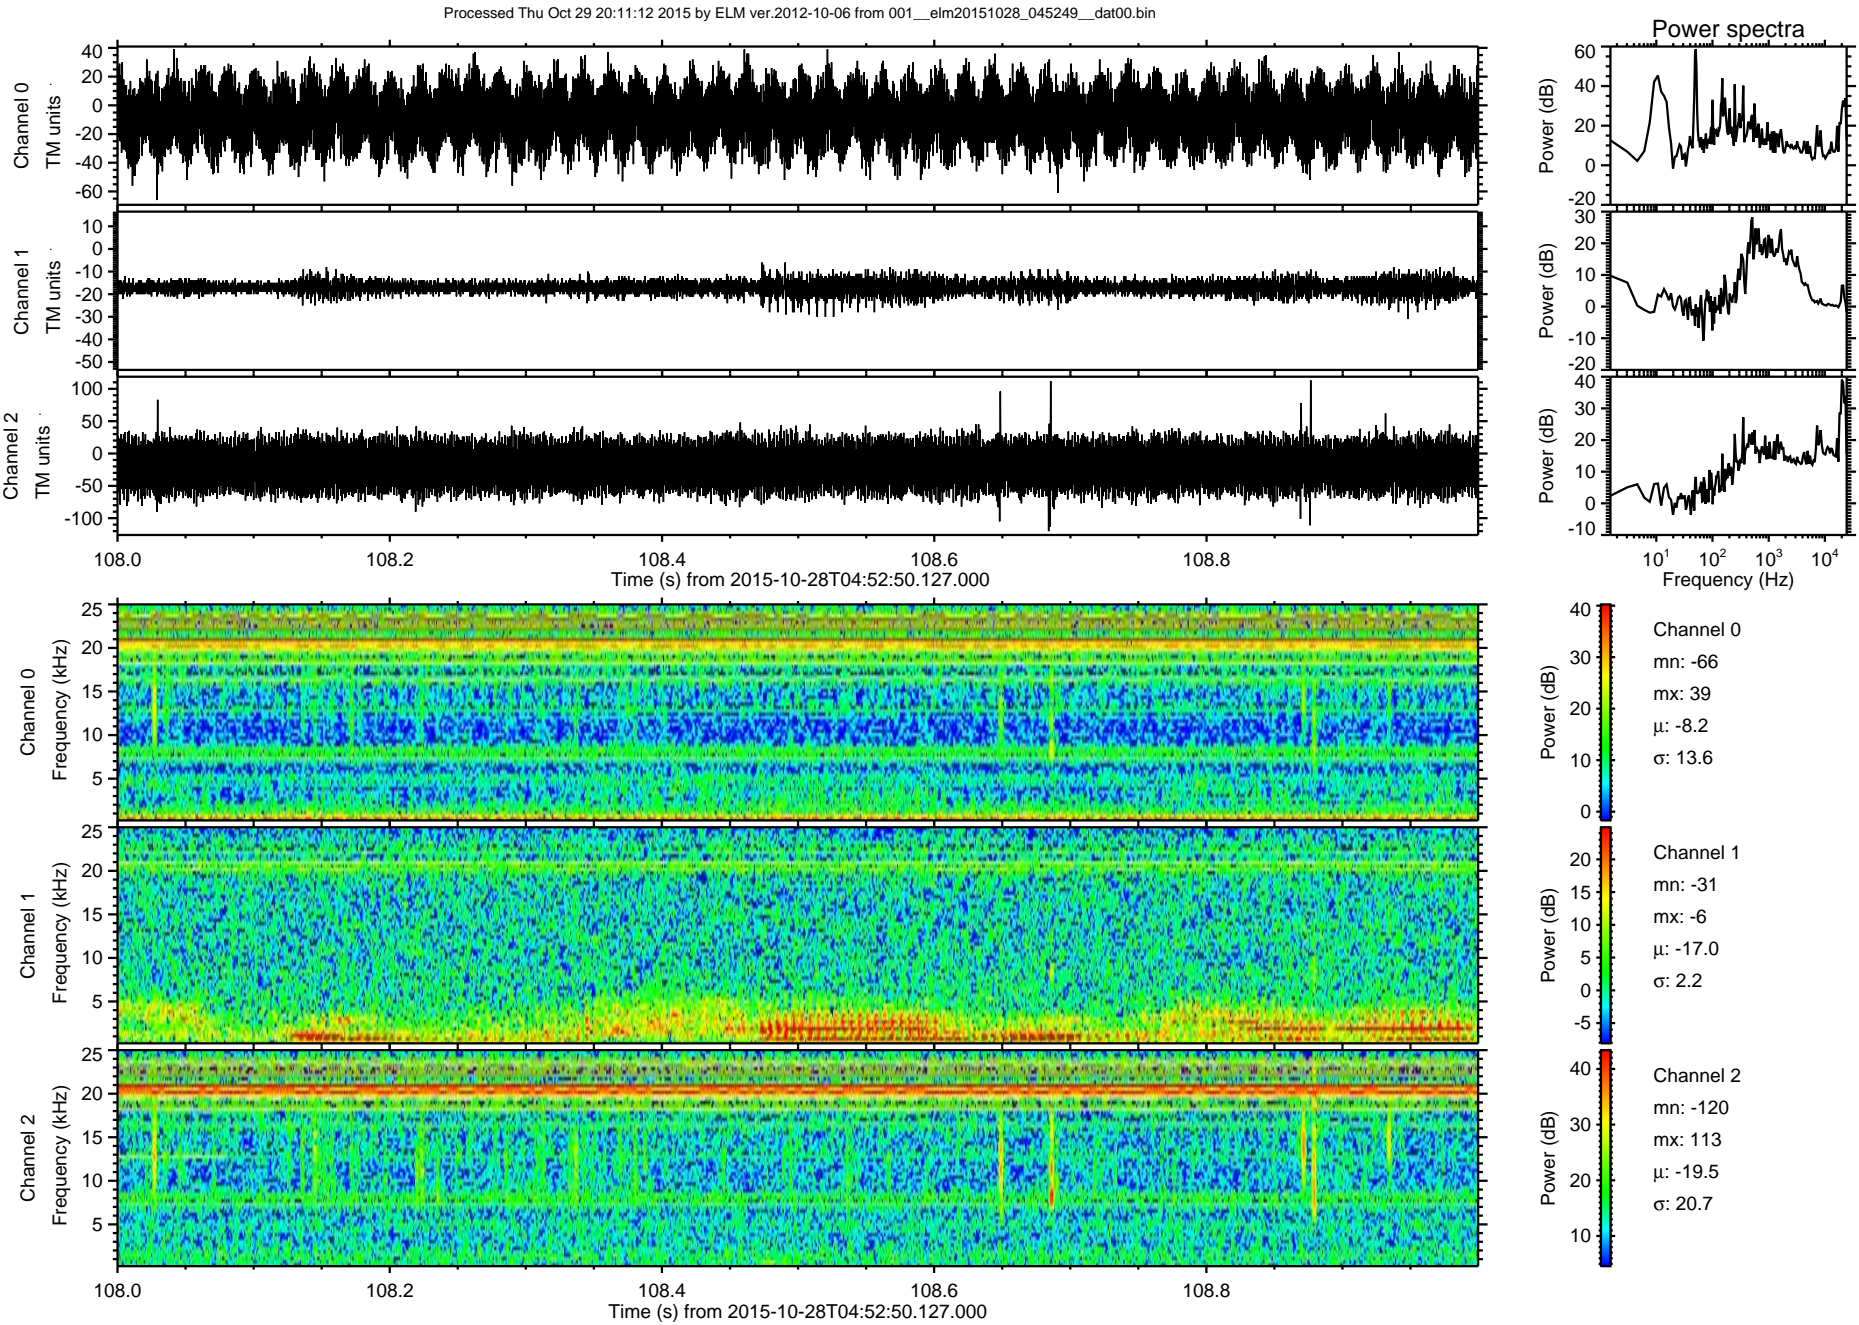 Processed Thu Oct 29 20:11:12 2015 by ELM ver.2012-10-06 from 001__elm20151028_045249__dat00.bin
Power spectra
Channel 0
TM units
40
20
0
-20
-40
-60
Power (dB)
60
40
20
0
-20
Channel 1
TM units
10
0
-10
-20
-30
-40
-50
Power (dB)
30
20
10
0
-10
-20
Channel 2
TM units
100
50
0
-50
-100
Power (dB)
40
30
20
10
0
-10
108.0 108.2 108.4 108.6 108.8
Time (s) from 2015-10-28T04:52:50.127.000
10^1 10^2 10^3 10^4
Frequency (Hz)
Channel 0
Frequency (kHz)
25
20
15
10
5
Power (dB)
40
30
20
10
0
Channel 0
mn: -66
mx: 39
μ: -8.2
σ: 13.6
Channel 1
Frequency (kHz)
25
20
15
10
5
Power (dB)
20
15
10
5
0
-5
Channel 1
mn: -31
mx: -6
μ: -17.0
σ: 2.2
Channel 2
Frequency (kHz)
25
20
15
10
5
Power (dB)
40
30
20
10
Channel 2
mn: -120
mx: 113
μ: -19.5
σ: 20.7
108.0 108.2 108.4 108.6 108.8
Time (s) from 2015-10-28T04:52:50.127.000